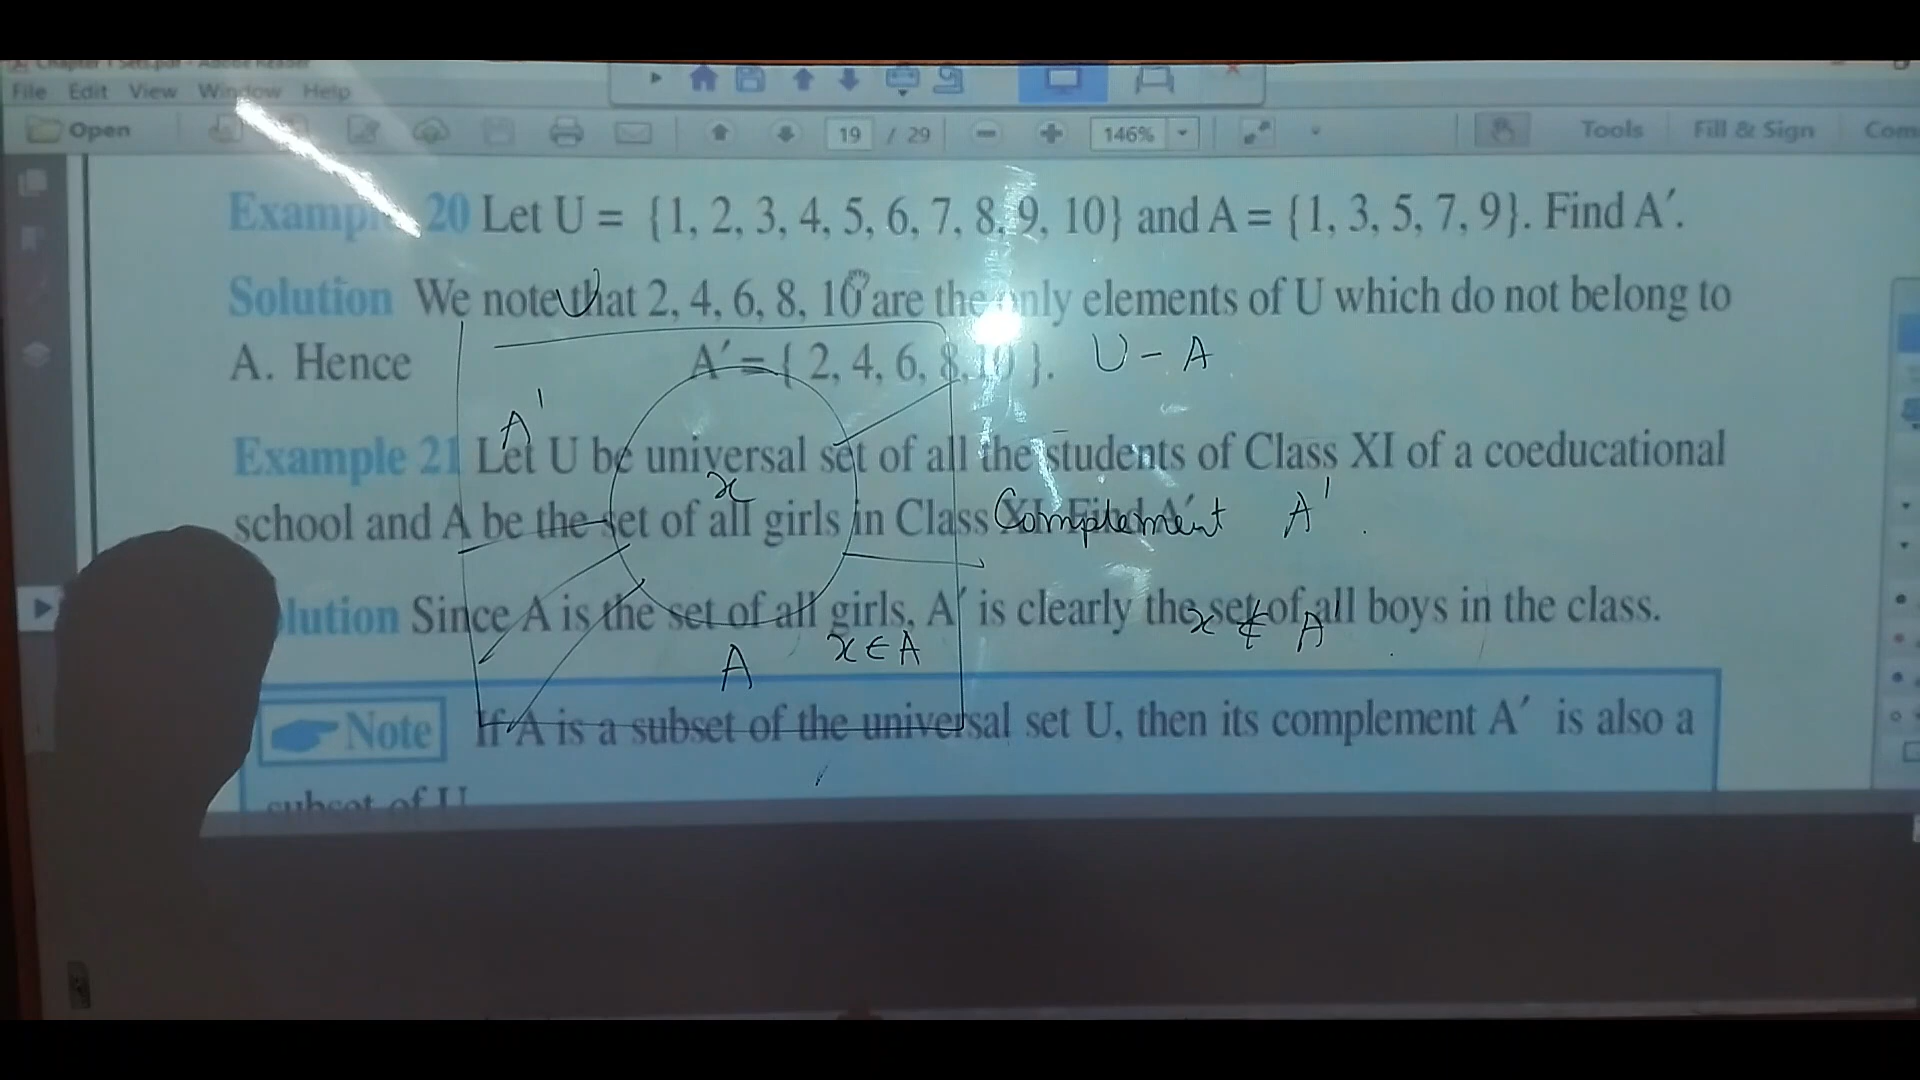 File Edit View Window Help
Open 19 / 29 146% Tools Fill & Sign
Example 20 Let U = {1, 2, 3, 4, 5, 6, 7, 8, 9, 10} and A = {1, 3, 5, 7, 9}. Find A′.
Solution We note that 2, 4, 6, 8, 10 are the only elements of U which do not belong to
U
A. Hence A′ = { 2, 4, 6, 8, 10 }. U - A
A'
Example 21 Let U be universal set of all the students of Class XI of a coeducational
x
school and A be the set of all girls in Class XI. Find A′.
Complement A'
Since A is the set of all girls, A′ is clearly the set of all boys in the class.
x ∉ A
A x ∈ A
Note If A is a subset of the universal set U, then its complement A′ is also a
subset of U